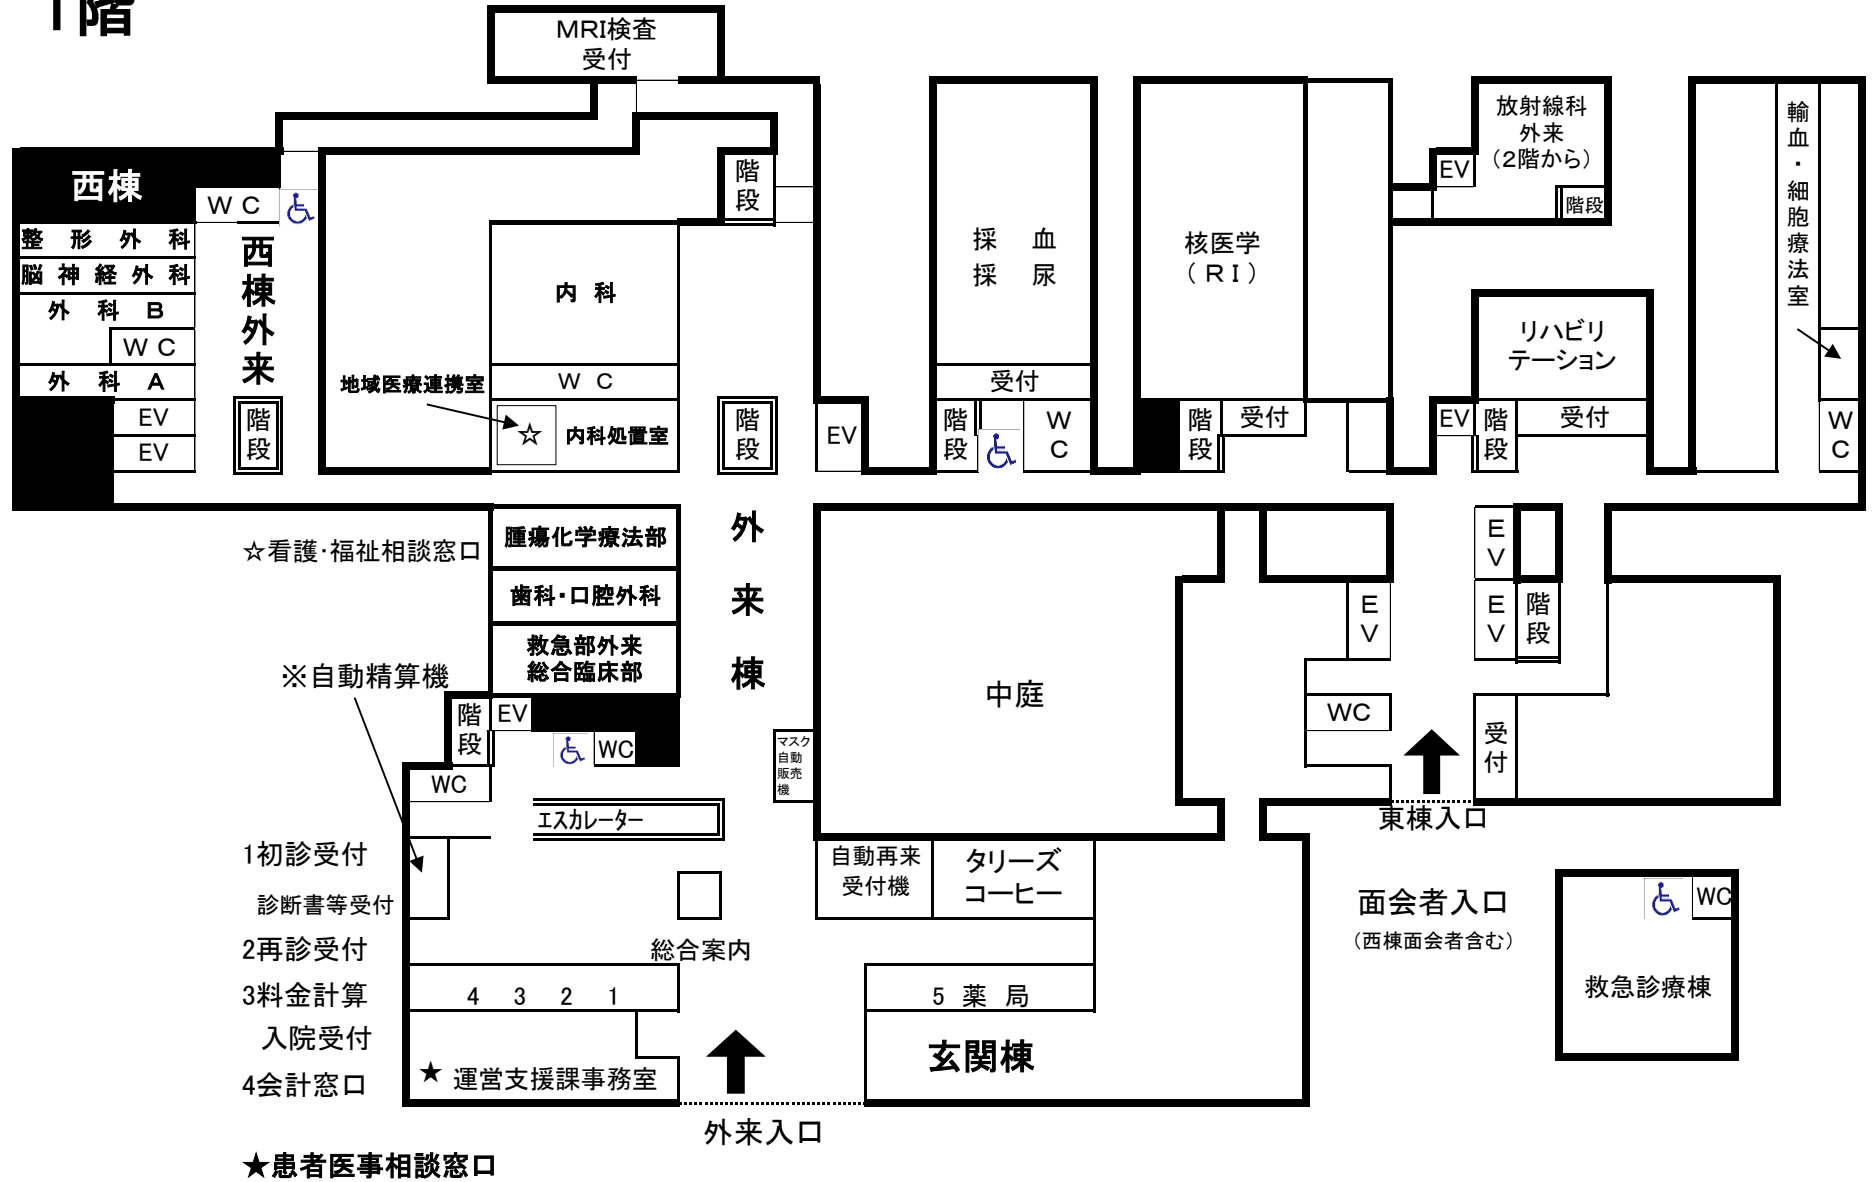 1階
MRI検査
受付
西棟
WC
整形外科
脳神経外科
外科B
WC
外科A
EV
EV
西棟外来
階段
階段
内科
地域医療連携室
WC
☆
内科処置室
階段
EV
採血
採尿
受付
階段
WC
核医学
(RI)
階段
受付
放射線科
外来
(2階から)
EV
階段
リハビリ
テーション
EV
階段
受付
輸血・細胞療法室
WC
☆看護・福祉相談窓口
腫瘍化学療法部
歯科・口腔外科
救急部外来
総合臨床部
外来棟
※自動精算機
階段
EV
WC
WC
マスク
自動
販売
機
エスカレーター
中庭
EV
EV
EV
階段
WC
受付
東棟入口
1初診受付
診断書等受付
2再診受付
3料金計算
入院受付
4会計窓口
総合案内
自動再来
受付機
タリーズ
コーヒー
4 3 2 1
5 薬局
玄関棟
★ 運営支援課事務室
外来入口
面会者入口
(西棟面会者含む)
WC
救急診療棟
★患者医事相談窓口